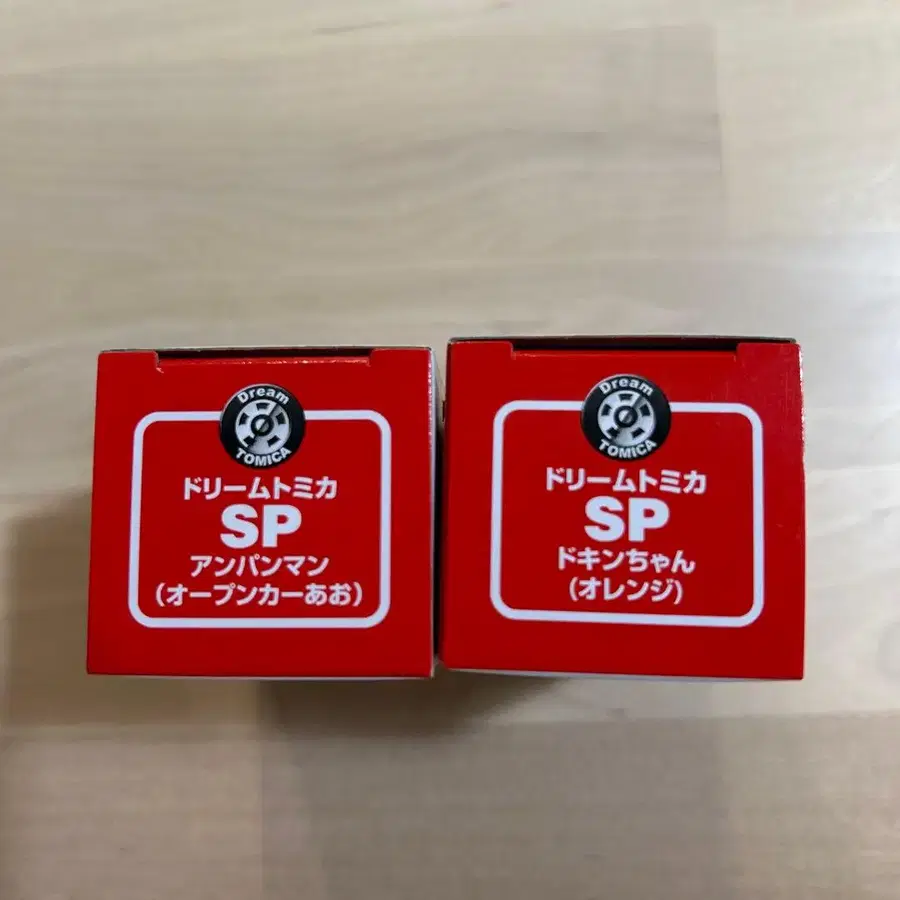 Dream
TOMICA
ドリームトミカ
SP
アンパンマン
(オープンカーあお)
Dream
TOMICA
ドリームトミカ
SP
ドキンちゃん
(オレンジ)